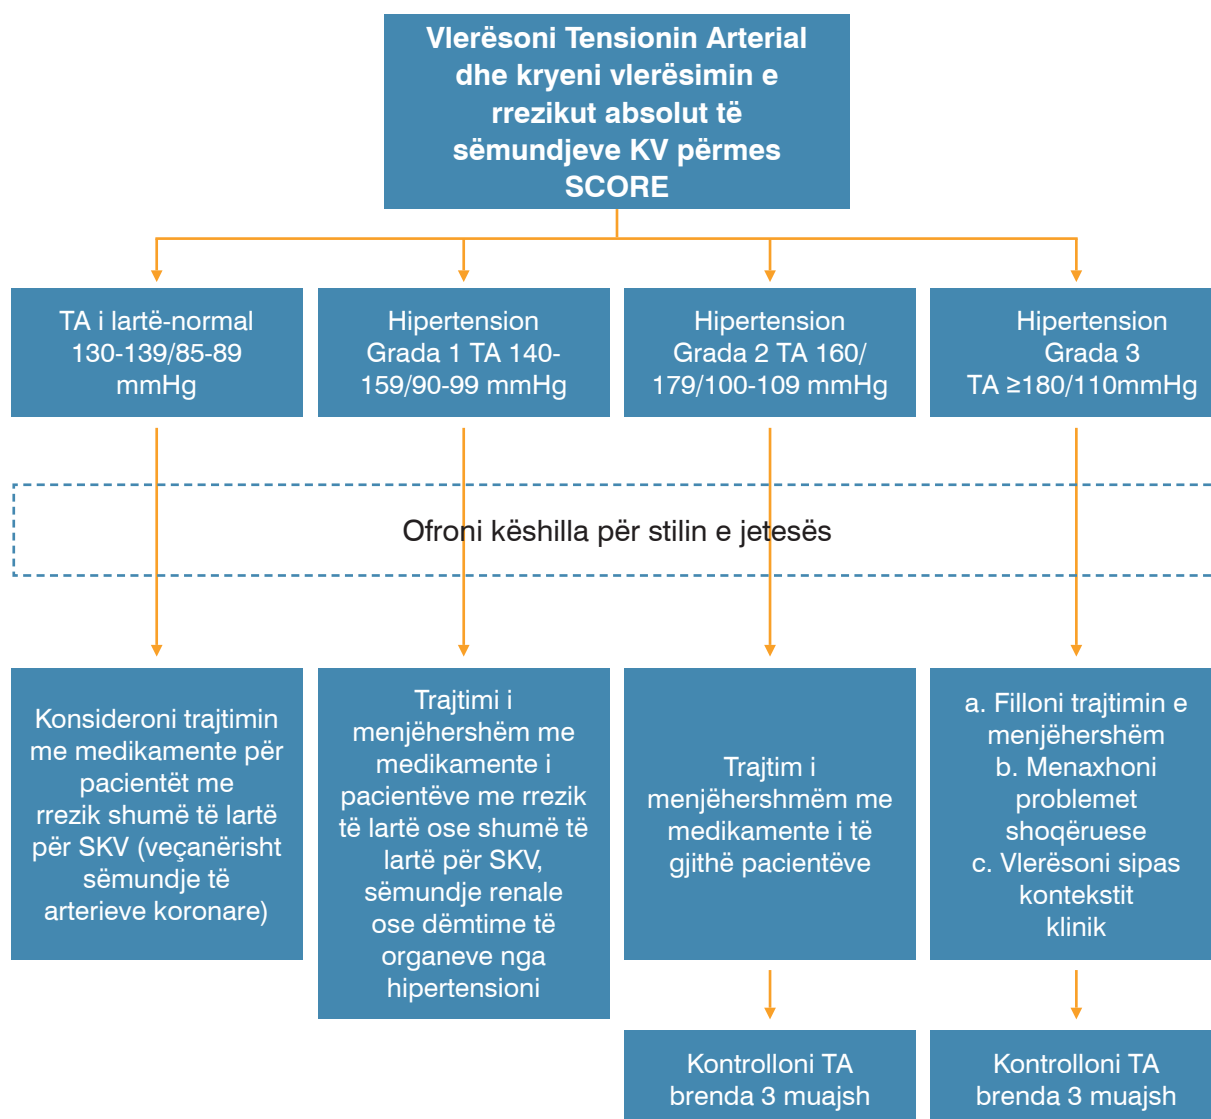 Vlerësoni Tensionin Arterial
dhe kryeni vlerësimin e
rrezikut absolut të
sëmundjeve KV përmes
SCORE
TA i lartë-normal
130-139/85-89
mmHg
Hipertension
Grada 1 TA 140-
159/90-99 mmHg
Hipertension
Grada 2 TA 160/
179/100-109 mmHg
Hipertension
Grada 3
TA ≥180/110mmHg
Ofroni këshilla për stilin e jetesës
Konsideroni trajtimin
me medikamente për
pacientët me
rrezik shumë të lartë
për SKV (veçanërisht
sëmundje të
arterieve koronare)
Trajtimi i
menjëhershëm me
medikamente i
pacientëve me rrezik
të lartë ose shumë të
lartë për SKV,
sëmundje renale
ose dëmtime të
organeve nga
hipertensioni
Trajtim i
menjëhershmëm me
medikamente i të
gjithë pacientëve
a. Filloni trajtimin e
menjëhershëm
b. Menaxhoni
problemet
shoqëruese
c. Vlerësoni sipas
kontekstit
klinik
Kontrolloni TA
brenda 3 muajsh
Kontrolloni TA
brenda 3 muajsh